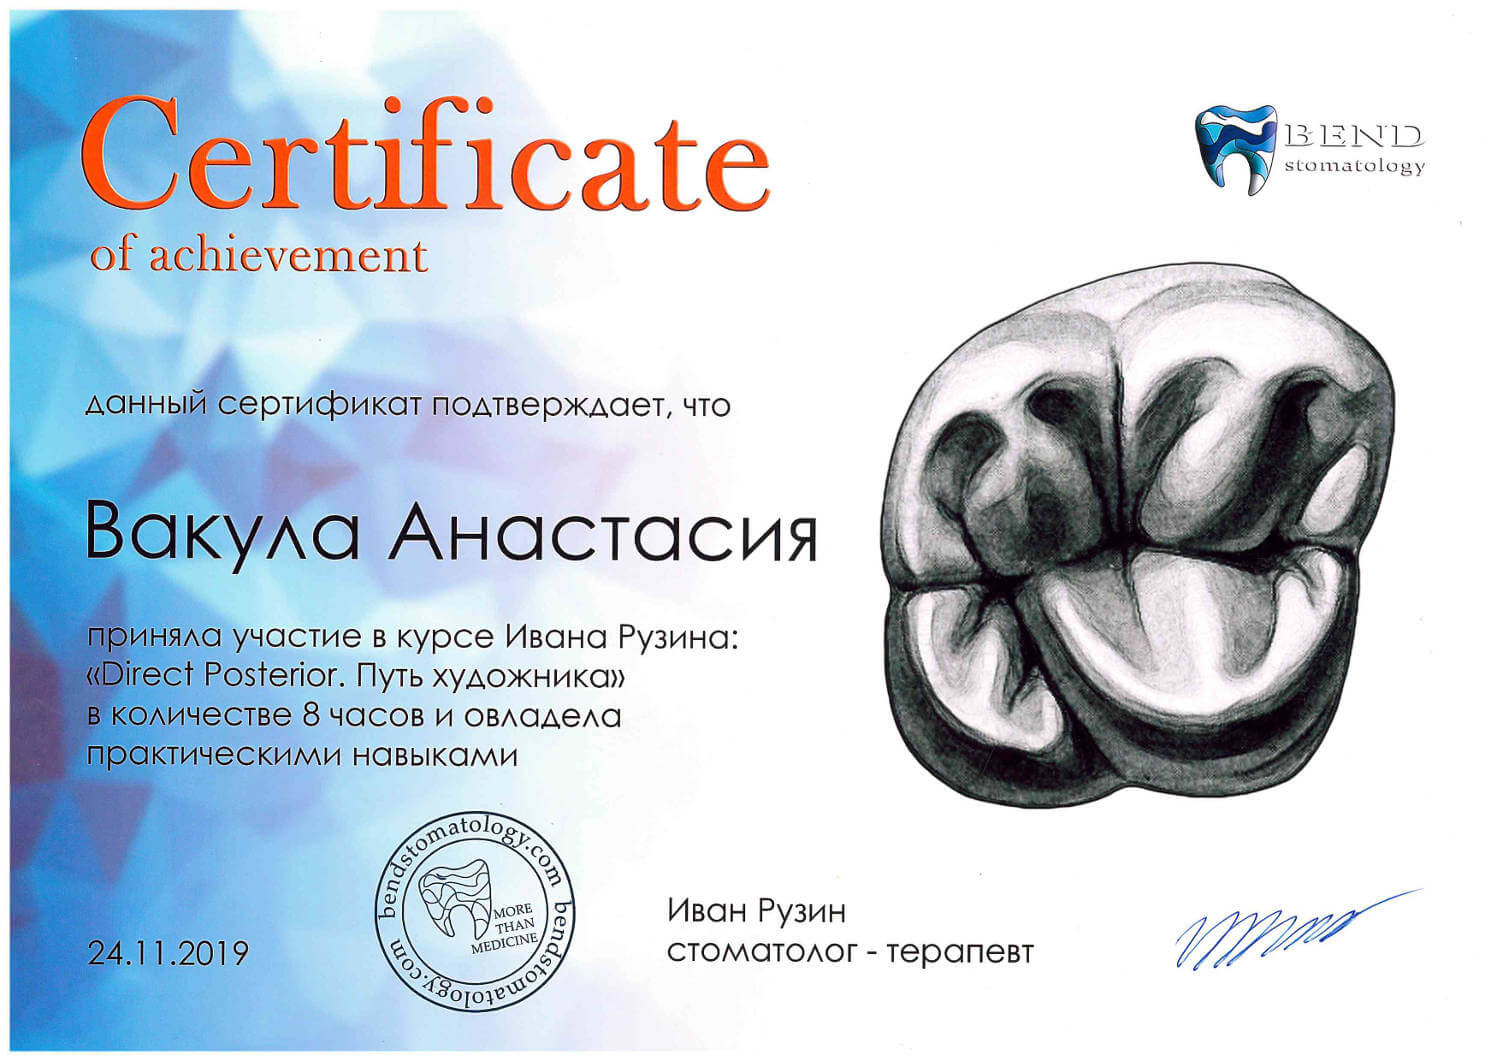 Certificate
of achievement
BEND
stomatology
данный сертификат подтверждает, что
Вакула Анастасия
приняла участие в курсе Ивана Рузина:
«Direct Posterior. Путь художника»
в количестве 8 часов и овладела
практическими навыками
24.11.2019
bendstomatology.com bendstomatology.com
MORE
THAN
MEDICINE
Иван Рузин
стоматолог - терапевт